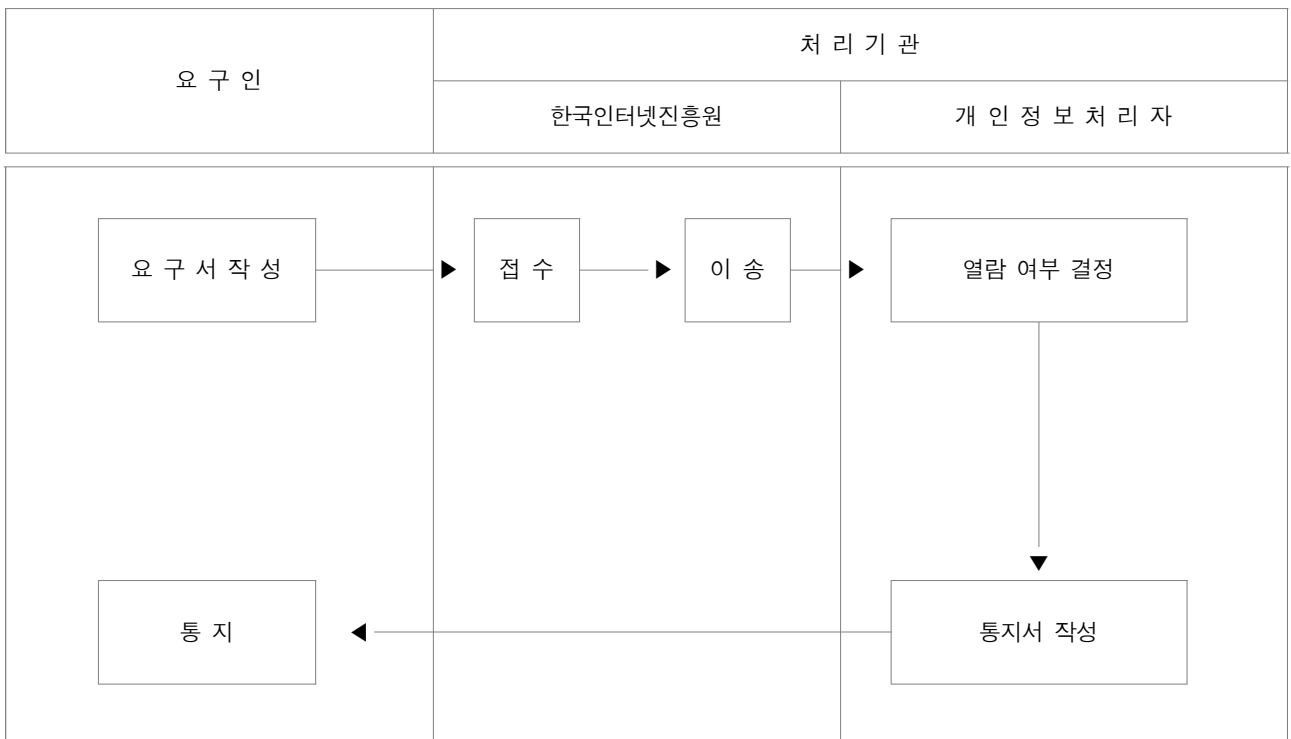 요 구 인
처 리 기 관
한국인터넷진흥원
개 인 정 보 처 리 자
요 구 서 작 성
접 수
이 송
열람 여부 결정
통 지
통지서 작성